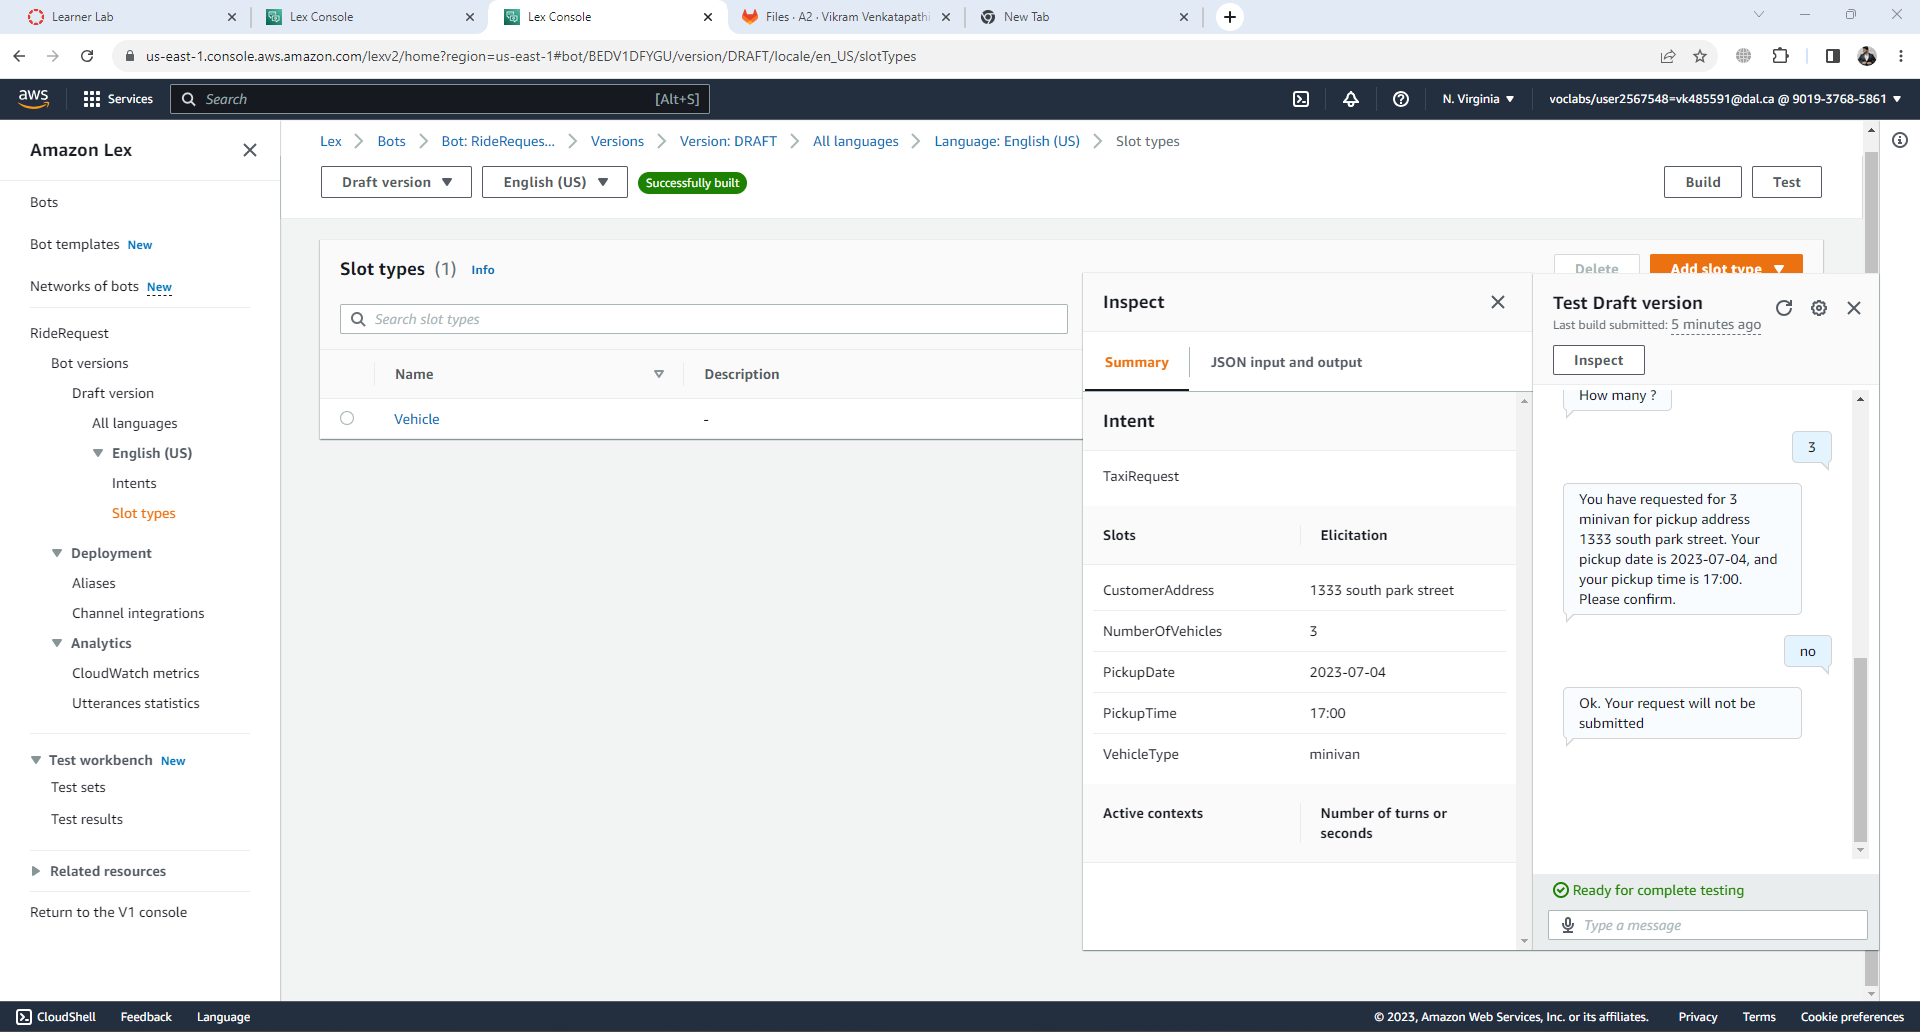 Learner Lab
Lex Console
Lex Console
Files · A2 · Vikram Venkatapathi
New Tab
us-east-1.console.aws.amazon.com/lexv2/home?region=us-east-1#bot/BEDV1DFYGU/version/DRAFT/locale/en_US/slotTypes
aws
Services
Search
[Alt+S]
N. Virginia
voclabs/user2567548=vk485591@dal.ca @ 9019-3768-5861
Amazon Lex
Bots
Bot templates New
Networks of bots New
RideRequest
Bot versions
Draft version
All languages
English (US)
Intents
Slot types
Deployment
Aliases
Channel integrations
Analytics
CloudWatch metrics
Utterances statistics
Test workbench New
Test sets
Test results
Related resources
Return to the V1 console
Lex
Bots
Bot: RideReques...
Versions
Version: DRAFT
All languages
Language: English (US)
Slot types
Draft version
English (US)
Successfully built
Build
Test
Slot types (1) Info
Delete
Add slot type
Search slot types
Name
Description
Vehicle
-
Inspect
Summary
JSON input and output
Intent
TaxiRequest
Slots
Elicitation
CustomerAddress
1333 south park street
NumberOfVehicles
3
PickupDate
2023-07-04
PickupTime
17:00
VehicleType
minivan
Active contexts
Number of turns or
seconds
Test Draft version
Last build submitted: 5 minutes ago
Inspect
How many ?
3
You have requested for 3
minivan for pickup address
1333 south park street. Your
pickup date is 2023-07-04, and
your pickup time is 17:00.
Please confirm.
no
Ok. Your request will not be
submitted
Ready for complete testing
Type a message
CloudShell
Feedback
Language
© 2023, Amazon Web Services, Inc. or its affiliates.
Privacy
Terms
Cookie preferences